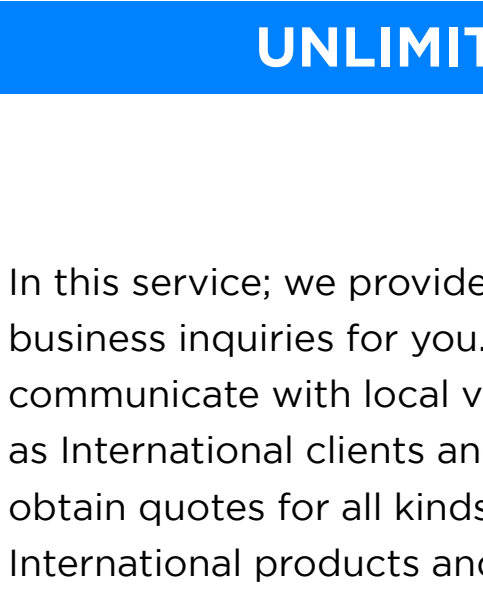 UNLIMIT
In this service; we provide
business inquiries for you.
communicate with local v
as International clients an
obtain quotes for all kinds
International products and